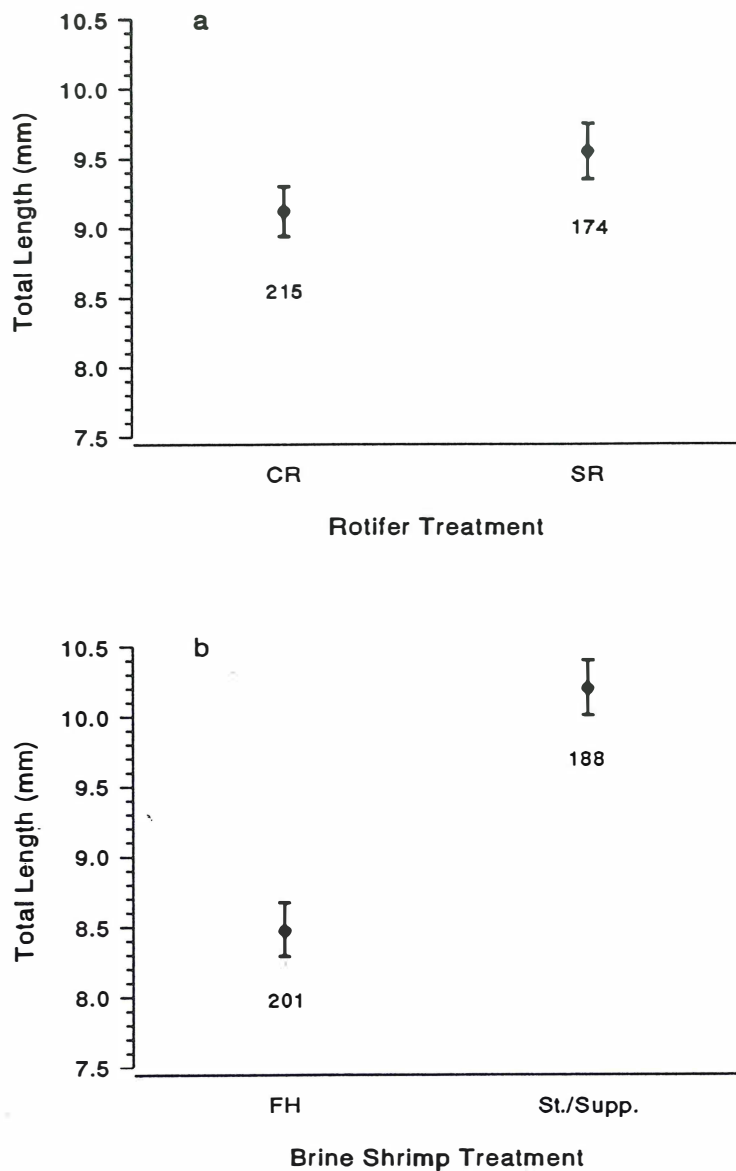 a
10.5
10.0
9.5
9.0
8.5
8.0
7.5
Total Length (mm)
215
174
CR SR
Rotifer Treatment
b
10.5
10.0
9.5
9.0
8.5
8.0
7.5
Total Length (mm)
188
201
FH St./Supp.
Brine Shrimp Treatment